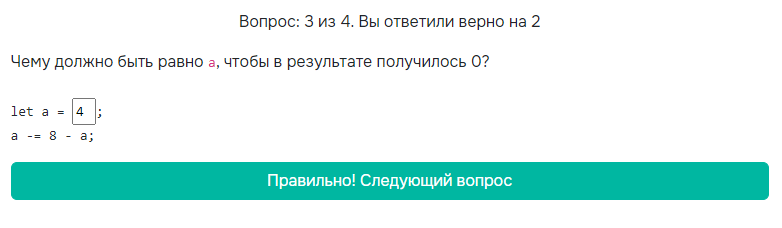 Вопрос: 3 из 4. Вы ответили верно на 2
Чему должно быть равно a, чтобы в результате получилось 0?
let a = 4;
a -= 8 - a;
Правильно! Следующий вопрос